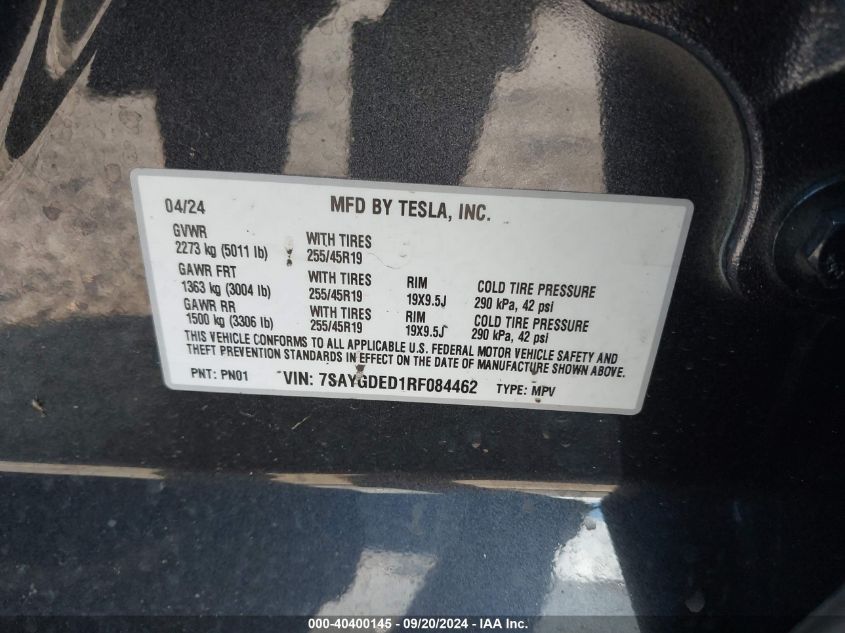 04/24 MFD BY TESLA, INC.
GVWR
2273 kg (5011 lb) WITH TIRES 255/45R19
GAWR FRT
1363 kg (3004 lb) WITH TIRES 255/45R19 RIM 19X9.5J COLD TIRE PRESSURE 290 kPa, 42 psi
GAWR RR
1500 kg (3306 lb) WITH TIRES 255/45R19 RIM 19X9.5J COLD TIRE PRESSURE 290 kPa, 42 psi
THIS VEHICLE CONFORMS TO ALL APPLICABLE U.S. FEDERAL MOTOR VEHICLE SAFETY AND
THEFT PREVENTION STANDARDS IN EFFECT ON THE DATE OF MANUFACTURE SHOWN ABOVE.
PNT: PN01 VIN: 7SAYGDED1RF084462 TYPE: MPV
000-40400145 - 09/20/2024 - IAA Inc.